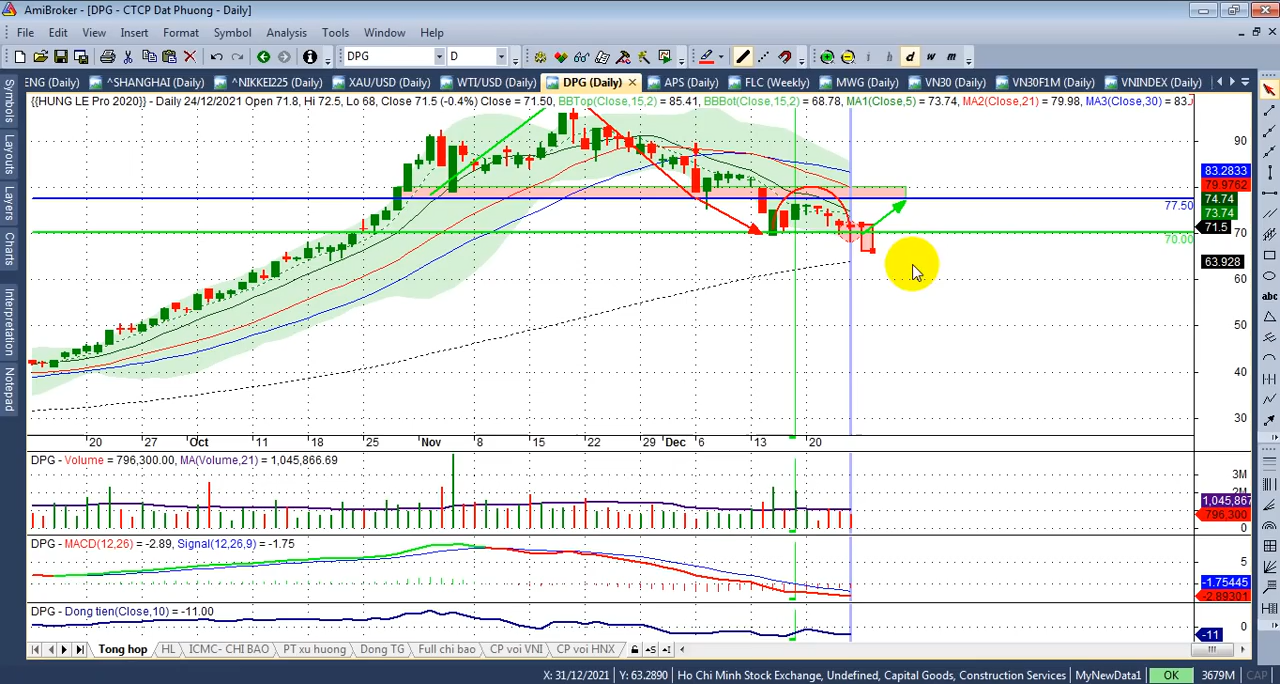 AmiBroker - [DPG - CTCP Dat Phuong - Daily]
File Edit View Insert Format Symbol Analysis Tools Window Help
DPG D i h d w m
ENG (Daily) ^SHANGHAI (Daily) ^NIKKEI225 (Daily) XAU/USD (Daily) WTI/USD (Daily) DPG (Daily) APS (Daily) FLC (Weekly) MWG (Daily) VN30 (Daily) VN30F1M (Daily) VNINDEX (Daily)
Symbols
Layouts
Layers
Charts
Interpretation
Notepad
{{HUNG LE Pro 2020}} - Daily 24/12/2021 Open 71.8, Hi 72.5, Lo 68, Close 71.5 (-0.4%) Close = 71.50, BBTop(Close,15,2) = 85.41, BBBot(Close,15,2) = 68.78, MA1(Close,5) = 73.74, MA2(Close,21) = 79.98, MA3(Close,30) = 83.
90
83.2833
79.9762
74.74
77.50
73.74
71.5
70
70.00
63.928
60
50
40
30
abc
20 27 Oct 11 18 25 Nov 8 15 22 29 Dec 6 13 20
DPG - Volume = 796,300.00, MA(Volume,21) = 1,045,866.69
3M
2M
1,045,867
796,300
0
DPG - MACD(12,26) = -2.89, Signal(12,26,9) = -1.75
5
-1.75445
-2.89301
DPG - Dong tien(Close,10) = -11.00
0
-11
Tong hop HL ICMC- CHI BAO PT xu huong Dong TG Full chi bao CP voi VNI CP voi HNX
X: 31/12/2021 Y: 63.2890 Ho Chi Minh Stock Exchange, Undefined, Capital Goods, Construction Services MyNewData1 OK 3679M CAP